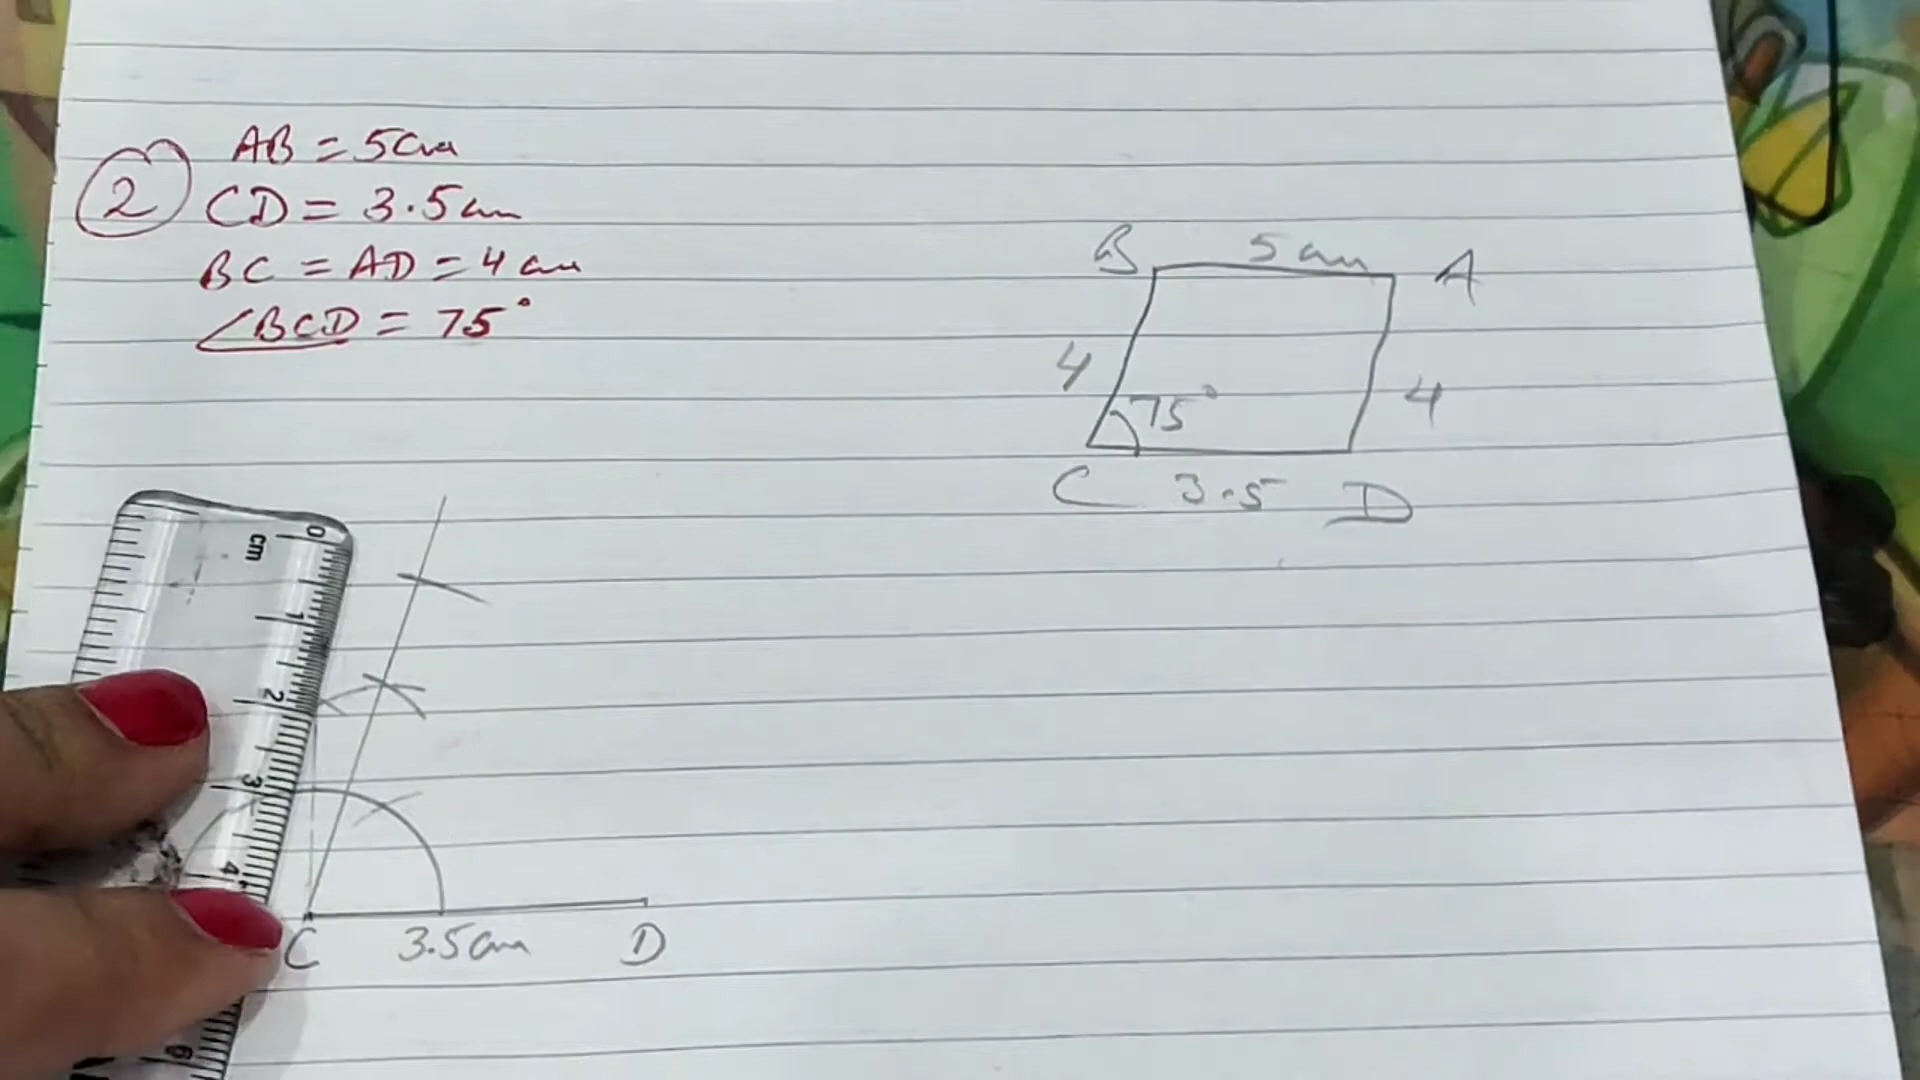 ② AB = 5cm
CD = 3.5cm
BC = AD = 4cm
∠BCD = 75°
B 5cm A
4 75° 4
C 3.5 D
cm 0
1
2
3
4
6
C 3.5cm D